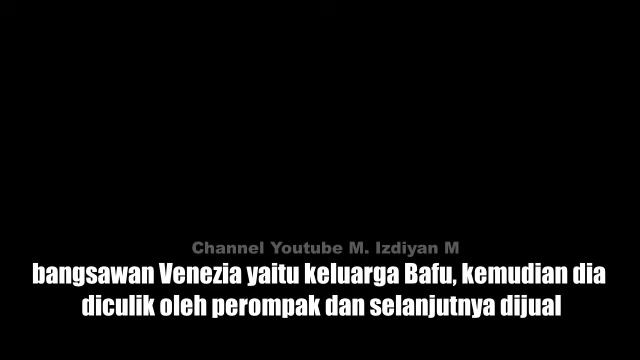 Channel Youtube M. Izdiyan M
bangsawan Venezia yaitu keluarga Bafu, kemudian dia
diculik oleh perompak dan selanjutnya dijual